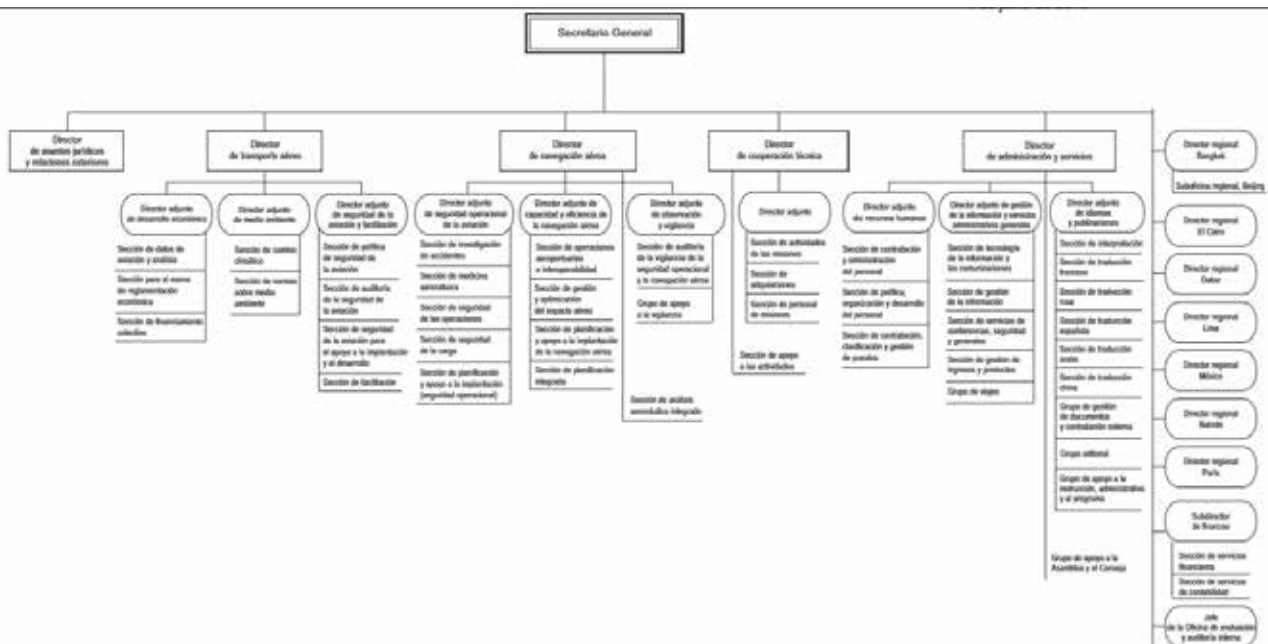 Secretario General
Director
de asuntos jurídicos
y relaciones exteriores
Director
de transporte aéreo
Director
de navegación aérea
Director
de cooperación técnica
Director
de administración y servicios
Director adjunto
de desarrollo económico
Sección de datos de
aviación y análisis
Sección para el marco
de reglamentación
económica
Sección de financiamiento
colectivo
Director adjunto
de medio ambiente
Sección de cambio
climático
Sección de normas
sobre medio
ambiente
Director adjunto
de seguridad de la
aviación y facilitación
Sección de política
de seguridad de
la aviación
Sección de auditoría
de la seguridad de
la aviación
Sección de seguridad
de la aviación para
el apoyo a la implantación
y el desarrollo
Sección de facilitación
Director adjunto
de seguridad operacional
de la aviación
Sección de investigación
de accidentes
Sección de medicina
aeronáutica
Sección de seguridad
de las operaciones
Sección de seguridad
de la carga
Sección de planificación
y apoyo a la implantación
(seguridad operacional)
Director adjunto de
capacidad y eficiencia de
la navegación aérea
Sección de operaciones
aeroportuarias
e interoperabilidad
Sección de gestión
y optimización
del espacio aéreo
Sección de planificación
y apoyo a la implantación
de la navegación aérea
Sección de planificación
integrada
Director adjunto
de observación
y vigilancia
Sección de auditoría
de la vigilancia de la
seguridad operacional
y la navegación aérea
Grupo de apoyo
a la vigilancia
Sección de análisis
aeronáutico integrado
Director adjunto
Sección de actividades
de las misiones
Sección de
adquisiciones
Sección de personal
de misiones
Sección de apoyo
a las actividades
Director adjunto
de recursos humanos
Sección de contratación
y administración
del personal
Sección de política,
organización y desarrollo
del personal
Sección de contratación,
clasificación y gestión
de puestos
Director adjunto de gestión
de la información y servicios
administrativos generales
Sección de tecnología
de la información y
las comunicaciones
Sección de gestión
de la información
Sección de servicios de
conferencias, seguridad
y generales
Sección de gestión de
ingresos y productos
Grupo de viajes
Director adjunto
de idiomas
y publicaciones
Sección de interpretación
Sección de traducción
francesa
Sección de traducción
rusa
Sección de traducción
española
Sección de traducción
árabe
Sección de traducción
china
Grupo de gestión
de documentos
y contratación externa
Grupo editorial
Grupo de apoyo a la
instrucción, administrativo
y al programa
Grupo de apoyo a la
Asamblea y el Consejo
Director regional
Bangkok
Suboficina regional, Beijing
Director regional
El Cairo
Director regional
Dakar
Director regional
Lima
Director regional
México
Director regional
Nairobi
Director regional
París
Subdirector
de finanzas
Sección de servicios
financieros
Sección de servicios
de contabilidad
Jefe
de la Oficina de evaluación
y auditoría interna